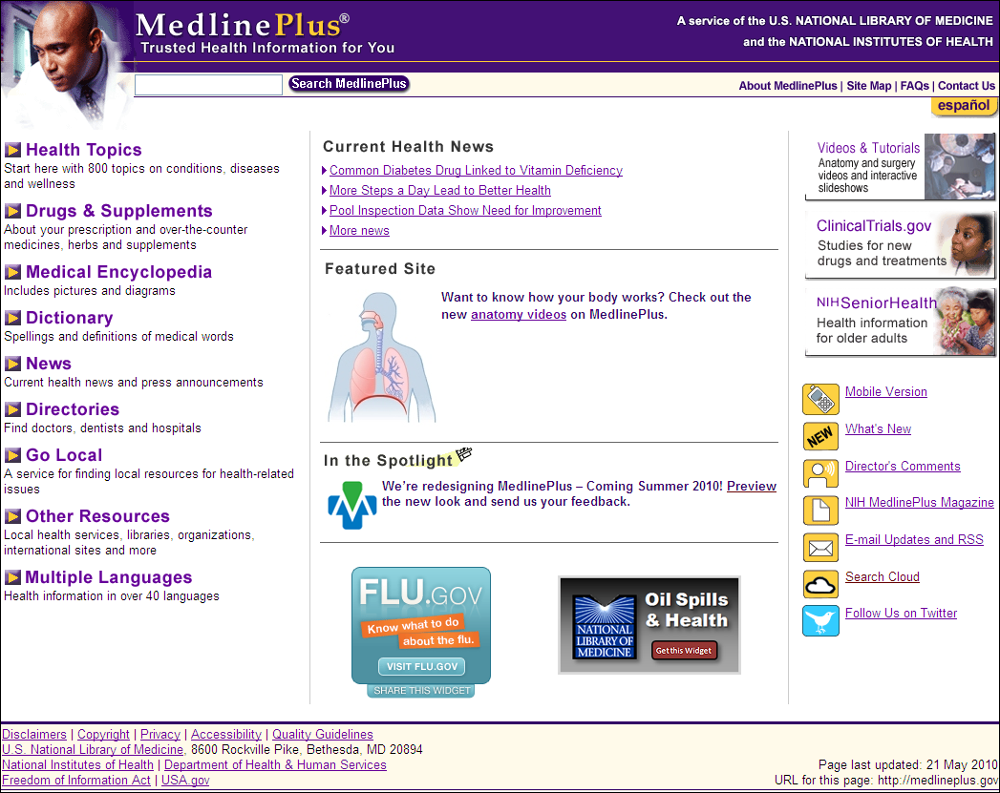 MedlinePlus®
Trusted Health Information for You
A service of the U.S. NATIONAL LIBRARY OF MEDICINE
and the NATIONAL INSTITUTES OF HEALTH
Search MedlinePlus
About MedlinePlus | Site Map | FAQs | Contact Us
español
Health Topics
Start here with 800 topics on conditions, diseases
and wellness
Drugs & Supplements
About your prescription and over-the-counter
medicines, herbs and supplements
Medical Encyclopedia
Includes pictures and diagrams
Dictionary
Spellings and definitions of medical words
News
Current health news and press announcements
Directories
Find doctors, dentists and hospitals
Go Local
A service for finding local resources for health-related
issues
Other Resources
Local health services, libraries, organizations,
international sites and more
Multiple Languages
Health information in over 40 languages
Current Health News
Common Diabetes Drug Linked to Vitamin Deficiency
More Steps a Day Lead to Better Health
Pool Inspection Data Show Need for Improvement
More news
Featured Site
Want to know how your body works? Check out the
new anatomy videos on MedlinePlus.
In the Spotlight
We're redesigning MedlinePlus – Coming Summer 2010! Preview
the new look and send us your feedback.
FLU.GOV
Know what to do
about the flu.
VISIT FLU.GOV
SHARE THIS WIDGET
NATIONAL
LIBRARY OF
MEDICINE
Oil Spills
& Health
Get this Widget
Videos & Tutorials
Anatomy and surgery
videos and interactive
slideshows
ClinicalTrials.gov
Studies for new
drugs and treatments
NIHSeniorHealth
Health information
for older adults
Mobile Version
NEW
What's New
Director's Comments
NIH MedlinePlus Magazine
E-mail Updates and RSS
Search Cloud
Follow Us on Twitter
Disclaimers | Copyright | Privacy | Accessibility | Quality Guidelines
U.S. National Library of Medicine, 8600 Rockville Pike, Bethesda, MD 20894
National Institutes of Health | Department of Health & Human Services
Freedom of Information Act | USA.gov
Page last updated: 21 May 2010
URL for this page: http://medlineplus.gov